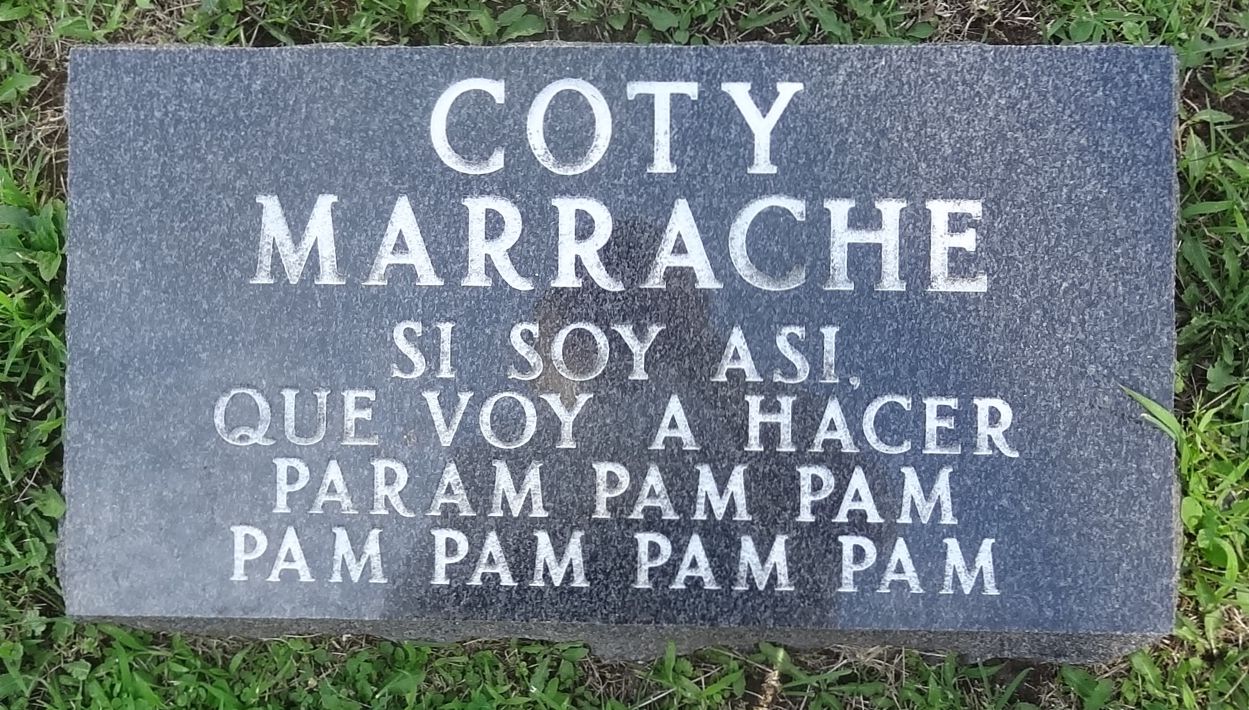 COTY
MARRACHE
SI SOY ASI,
QUE VOY A HACER
PARAM PAM PAM
PAM PAM PAM PAM